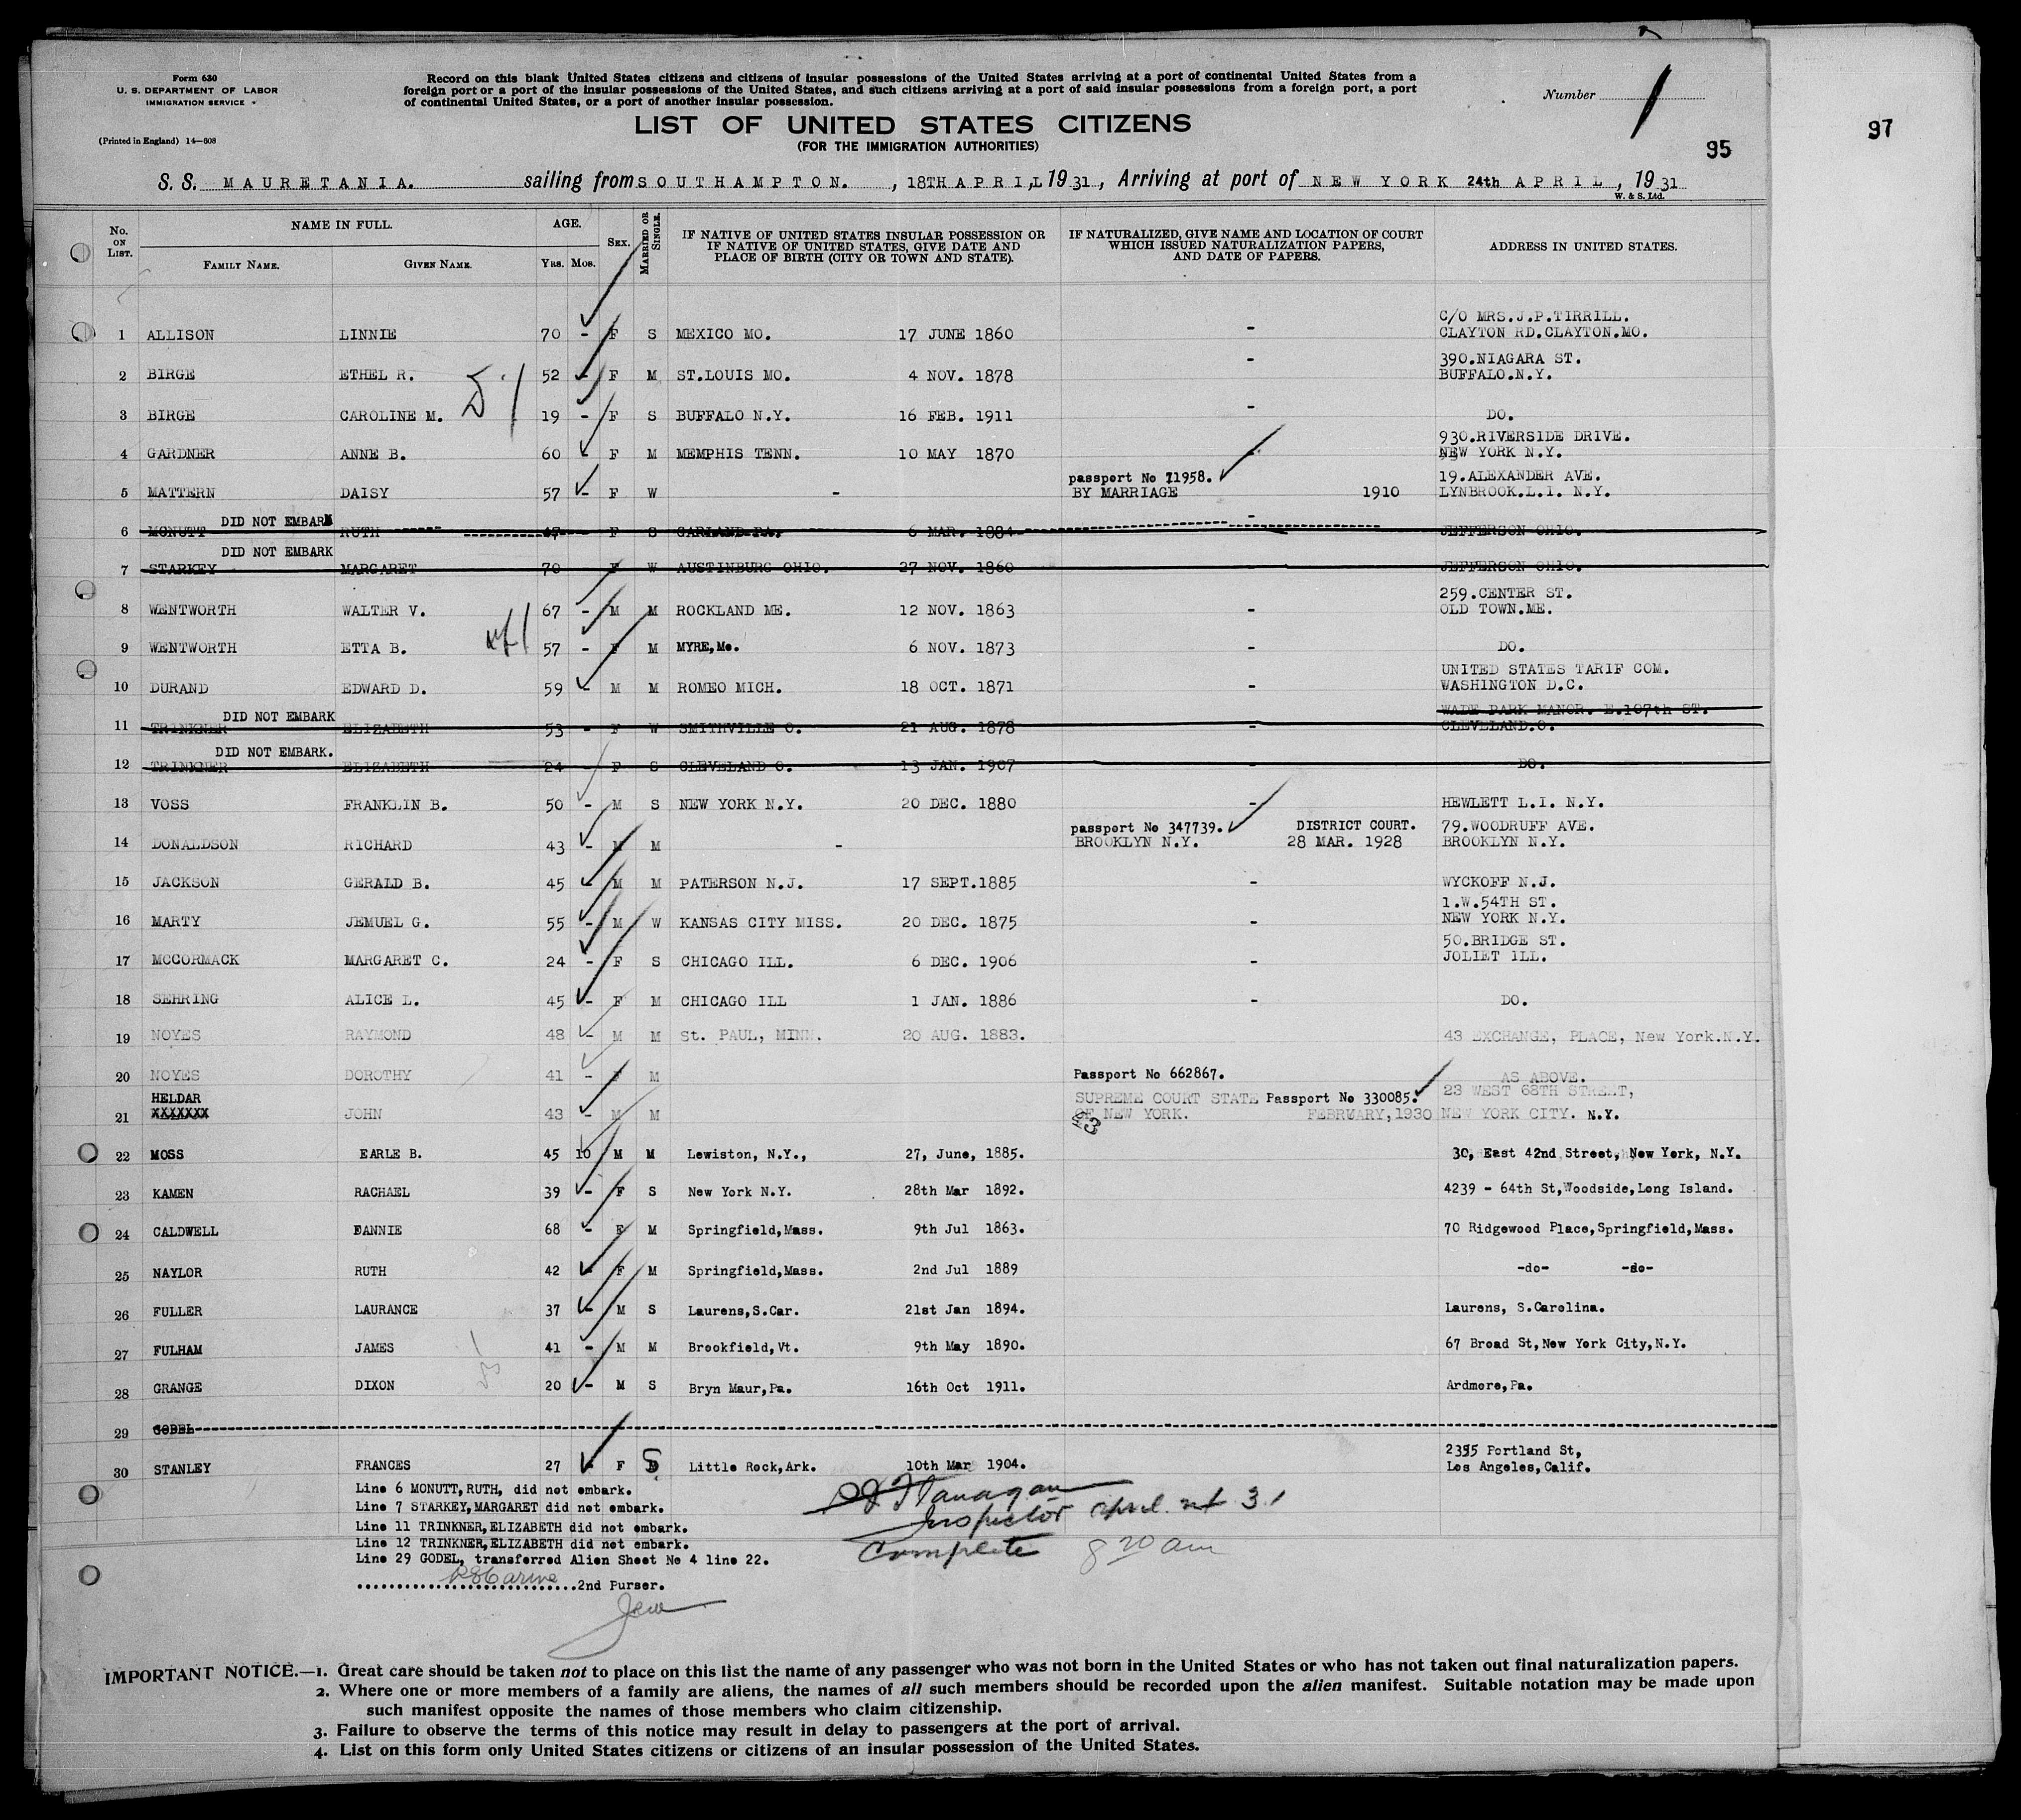 Form 630
U. S. DEPARTMENT OF LABOR
IMMIGRATION SERVICE
(Printed in England) 14—608
Record on this blank United States citizens and citizens of insular possessions of the United States arriving at a port of continental United States from a
foreign port or a port of the insular possessions of the United States, and such citizens arriving at a port of said insular possessions from a foreign port, a port
of continental United States, or a port of another insular possession.
Number 1
LIST OF UNITED STATES CITIZENS
(FOR THE IMMIGRATION AUTHORITIES)
95
97
S. S. MAURETANIA. sailing from SOUTHAMPTON. , 18TH APRIL, 1931, Arriving at port of NEW YORK 24th APRIL, 1931
W. & S. Ltd.
No. ON LIST. NAME IN FULL. AGE. SEX. MARRIED OR SINGLE. IF NATIVE OF UNITED STATES INSULAR POSSESSION OR IF NATIVE OF UNITED STATES, GIVE DATE AND PLACE OF BIRTH (CITY OR TOWN AND STATE). IF NATURALIZED, GIVE NAME AND LOCATION OF COURT WHICH ISSUED NATURALIZATION PAPERS, AND DATE OF PAPERS. ADDRESS IN UNITED STATES.
FAMILY NAME. GIVEN NAME. YRS. MOS.
C/O MRS.J.P.TIRRILL.
1 ALLISON LINNIE 70 - F S MEXICO MO. 17 JUNE 1860 - CLAYTON RD.CLAYTON.MO.
390.NIAGARA ST.
2 BIRGE ETHEL R. 52 - F M ST.LOUIS MO. 4 NOV. 1878 - BUFFALO.N.Y.
3 BIRGE CAROLINE M. 19 - F S BUFFALO N.Y. 16 FEB. 1911 - DO.
930.RIVERSIDE DRIVE.
4 GARDNER ANNE B. 60 - F M MEMPHIS TENN. 10 MAY 1870 - NEW YORK N.Y.
passport No 71958. 19.ALEXANDER AVE.
5 MATTERN DAISY 57 - F W - BY MARRIAGE 1910 LYNBROOK.L.I. N.Y.
DID NOT EMBARK
6 MONUTT RUTH 47 - F S GARLAND PA. 6 MAR. 1884 - JEFFERSON OHIO.
DID NOT EMBARK
7 STARKEY MARGARET 70 - F W AUSTINBURG OHIO. 27 NOV. 1860 - JEFFERSON OHIO.
259.CENTER ST.
8 WENTWORTH WALTER V. 67 - M M ROCKLAND ME. 12 NOV. 1863 - OLD TOWN.ME.
9 WENTWORTH ETTA B. 57 - F M MYRE,Me. 6 NOV. 1873 - DO.
UNITED STATES TARIF COM.
10 DURAND EDWARD D. 59 - M M ROMEO MICH. 18 OCT. 1871 - WASHINGTON D.C.
DID NOT EMBARK WADE PARK MANOR. E.107th ST.
11 TRINKNER ELIZABETH 53 - F W SMITHVILLE O. 21 AUG. 1878 - CLEVELAND.O.
DID NOT EMBARK.
12 TRINKNER ELIZABETH 24 - F S CLEVELAND O. 13 JAN. 1907 - DO.
13 VOSS FRANKLIN B. 50 - M S NEW YORK N.Y. 20 DEC. 1880 - HEWLETT L.I. N.Y.
passport No 347739. DISTRICT COURT. 79.WOODRUFF AVE.
14 DONALDSON RICHARD 43 - M M - BROOKLYN N.Y. 28 MAR. 1928 BROOKLYN N.Y.
15 JACKSON GERALD B. 45 - M M PATERSON N.J. 17 SEPT.1885 - WYCKOFF N.J.
1.W.54TH ST.
16 MARTY JEMUEL G. 55 - M W KANSAS CITY MISS. 20 DEC. 1875 - NEW YORK N.Y.
50.BRIDGE ST.
17 MCCORMACK MARGARET C. 24 - F S CHICAGO ILL. 6 DEC. 1906 - JOLIET ILL.
18 SEHRING ALICE L. 45 - F M CHICAGO ILL 1 JAN. 1886 - DO.
19 NOYES RAYMOND 48 - M M St. PAUL, MINN. 20 AUG. 1883. 43 EXCHANGE, PLACE, New York.N.Y.
20 NOYES DOROTHY 41 - F M Passport No 662867. AS ABOVE.
HELDAR SUPREME COURT STATE Passport No 330085. 23 WEST 68TH STREET,
21 XXXXXXX JOHN 43 - M M OF NEW YORK. FEBRUARY,1930 NEW YORK CITY. N.Y.
22 MOSS EARLE B. 45 10 M M Lewiston, N.Y., 27, June, 1885. 30, East 42nd Street, New York, N.Y.
23 KAMEN RACHAEL 39 - F S New York N.Y. 28th Mar 1892. 4239 - 64th St,Woodside,Long Island.
24 CALDWELL FANNIE 68 - F M Springfield,Mass. 9th Jul 1863. 70 Ridgewood Place,Springfield,Mass.
25 NAYLOR RUTH 42 - F M Springfield,Mass. 2nd Jul 1889 -do- -do-
26 FULLER LAURANCE 37 - M S Laurens,S.Car. 21st Jan 1894. Laurens, S.Carolina.
27 FULHAM JAMES 41 - M M Brookfield,Vt. 9th May 1890. 67 Broad St,New York City,N.Y.
28 GRANGE DIXON 20 - M S Bryn Maur,Pa. 16th Oct 1911. Ardmore,Pa.
29 GODEL
2355 Portland St,
30 STANLEY FRANCES 27 - F S Little Rock,Ark. 10th Mar 1904. Los Angeles,Calif.
Line 6 MONUTT,RUTH, did not embark.
Line 7 STARKEY,MARGARET did not embark.
Line 11 TRINKNER,ELIZABETH did not embark.
Line 12 TRINKNER,ELIZABETH did not embark.
Line 29 GODEL, transferred Alien Sheet No 4 line 22.
2nd Purser.
Flanagan
Inspector
Complete 8 20 am
IMPORTANT NOTICE.—1. Great care should be taken not to place on this list the name of any passenger who was not born in the United States or who has not taken out final naturalization papers.
2. Where one or more members of a family are aliens, the names of all such members should be recorded upon the alien manifest. Suitable notation may be made upon
such manifest opposite the names of those members who claim citizenship.
3. Failure to observe the terms of this notice may result in delay to passengers at the port of arrival.
4. List on this form only United States citizens or citizens of an insular possession of the United States.